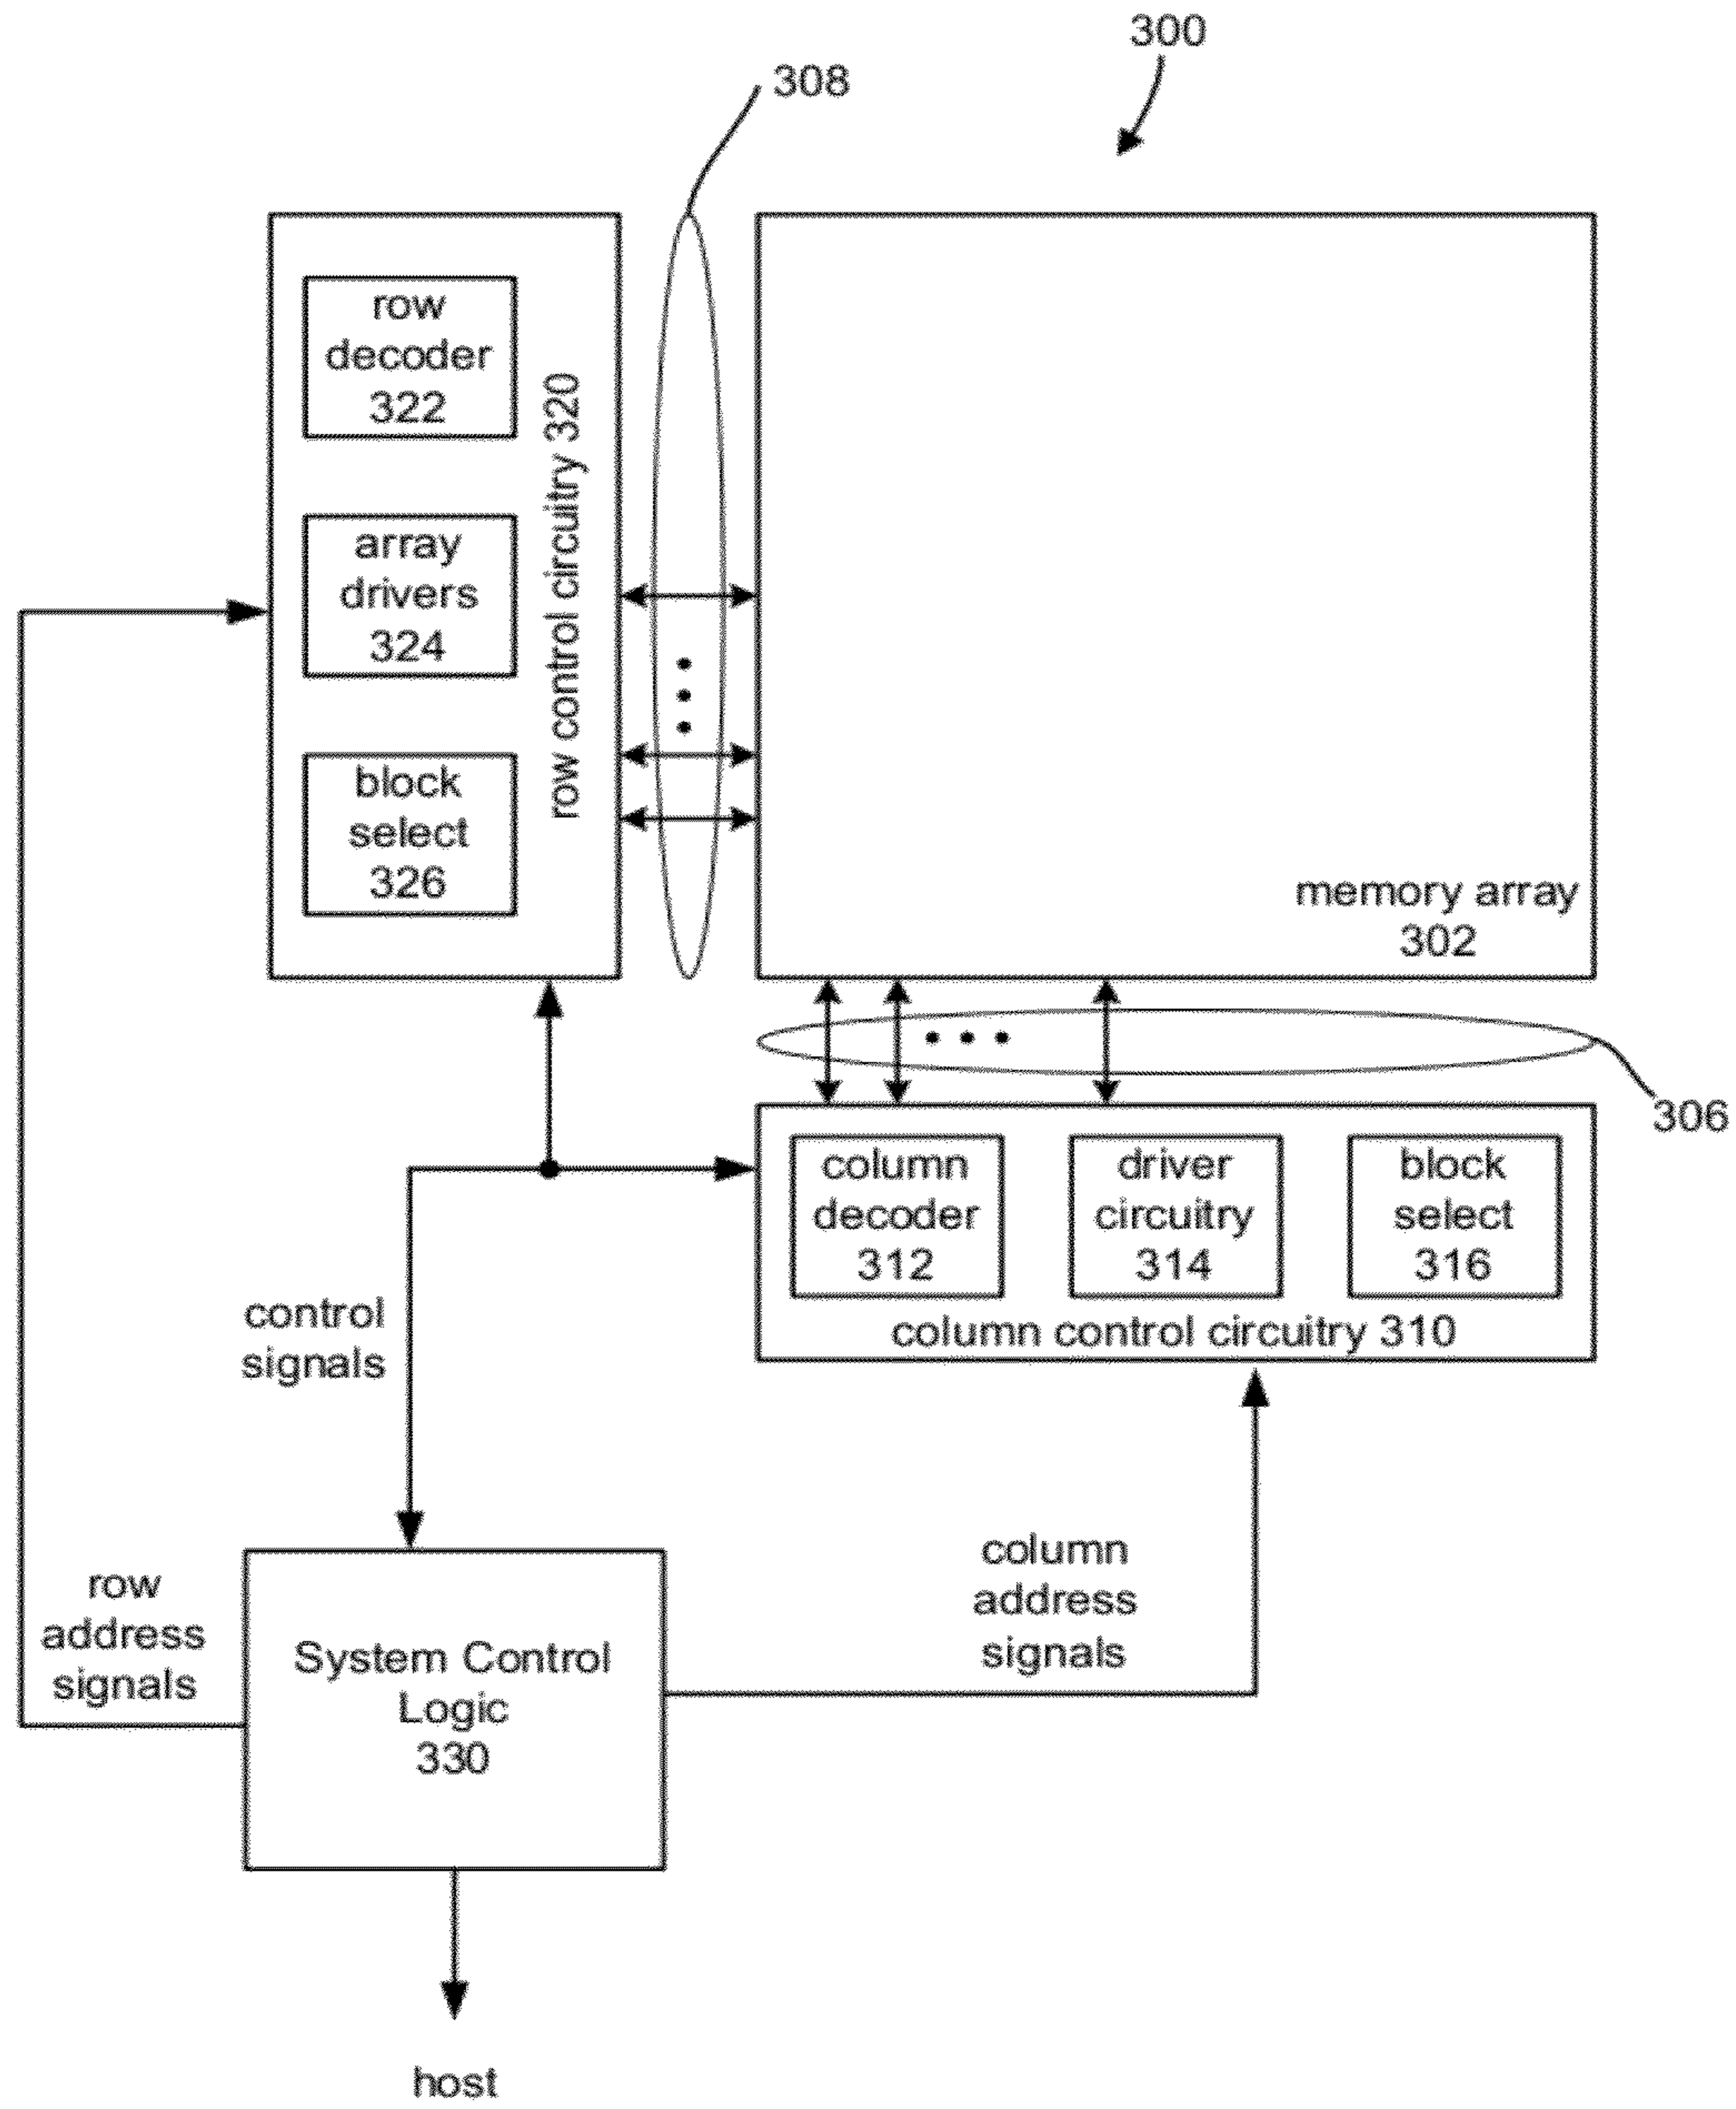 300
308
row
decoder
322
array
drivers
324
block
select
326
row control circuitry 320
memory array
302
306
column
decoder
312
driver
circuitry
314
block
select
316
column control circuitry 310
control
signals
row
address
signals
System Control
Logic
330
column
address
signals
host